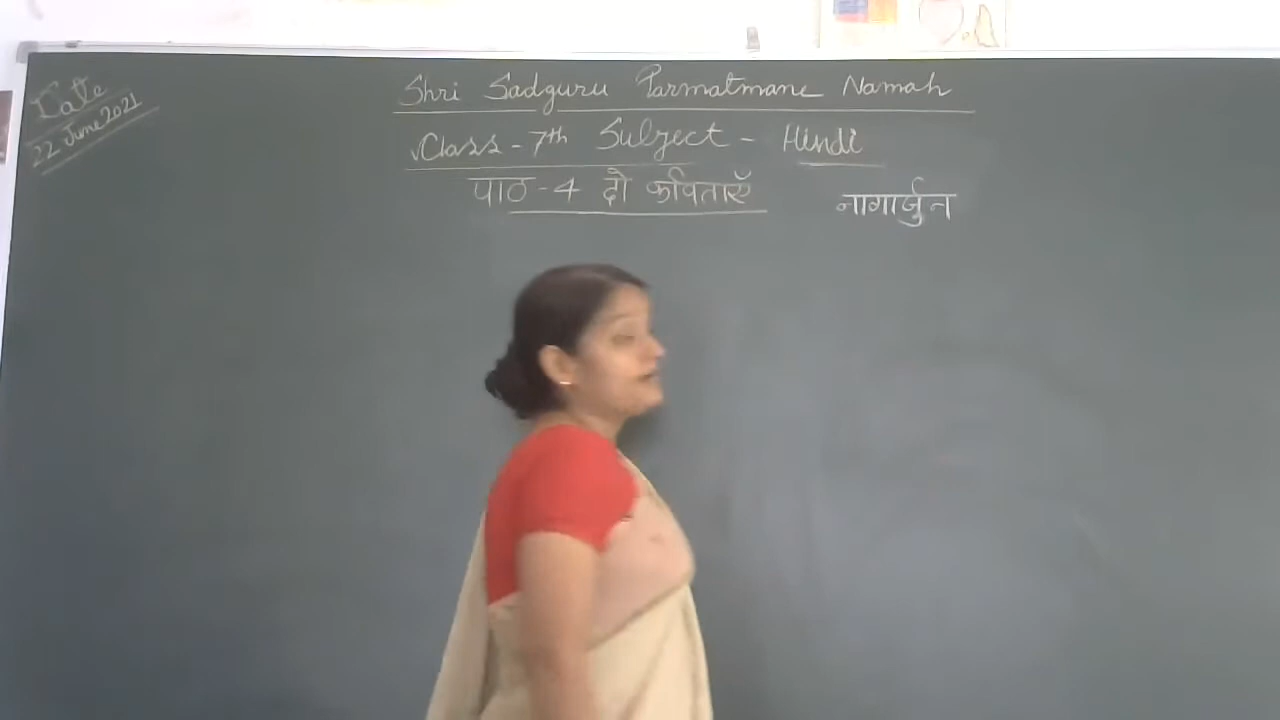 Date
22 June 2021
Shri Sadguru Parmatmane Namah
Class - 7th Subject - Hindi
पाठ - 4 दो कविताएँ नागार्जुन